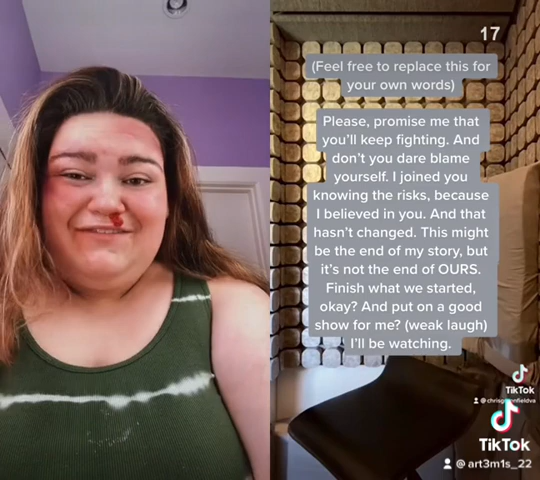 17
(Feel free to replace this for
your own words)
Please, promise me that
you'll keep fighting. And
don't you dare blame
yourself. I joined you
knowing the risks, because
I believed in you. And that
hasn't changed. This might
be the end of my story, but
it's not the end of OURS.
Finish what we started,
okay? And put on a good
show for me? (weak laugh)
I'll be watching.
TikTok
TikTok
@ art3m1s_22